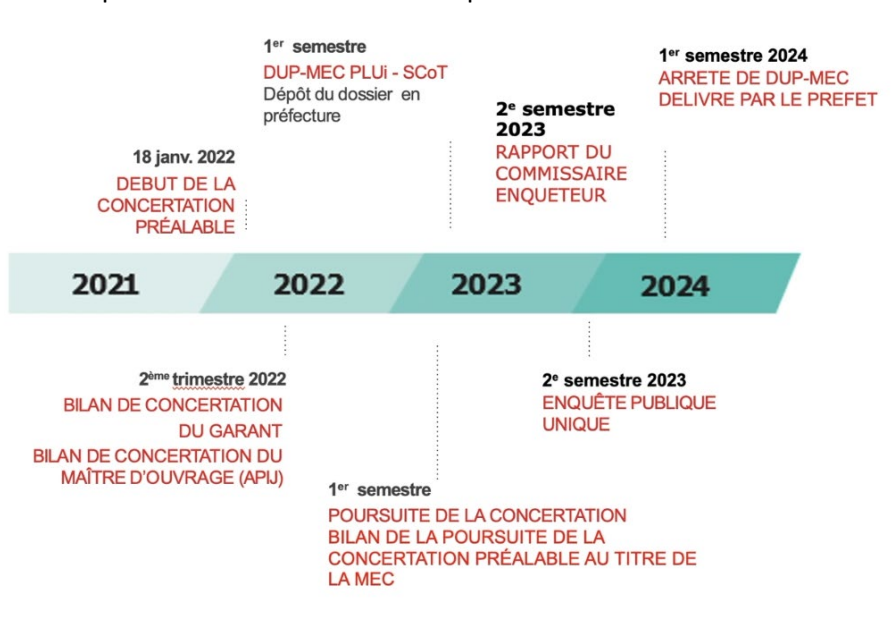 1er semestre
DUP-MEC PLUi - SCoT
Dépôt du dossier en
préfecture
1er semestre 2024
ARRETE DE DUP-MEC
DELIVRE PAR LE PREFET
2e semestre
2023
RAPPORT DU
COMMISSAIRE
ENQUETEUR
18 janv. 2022
DEBUT DE LA
CONCERTATION
PRÉALABLE
2021
2022
2023
2024
2ème trimestre 2022
BILAN DE CONCERTATION
DU GARANT
BILAN DE CONCERTATION DU
MAÎTRE D'OUVRAGE (APIJ)
2e semestre 2023
ENQUÊTE PUBLIQUE
UNIQUE
1er semestre
POURSUITE DE LA CONCERTATION
BILAN DE LA POURSUITE DE LA
CONCERTATION PRÉALABLE AU TITRE DE
LA MEC